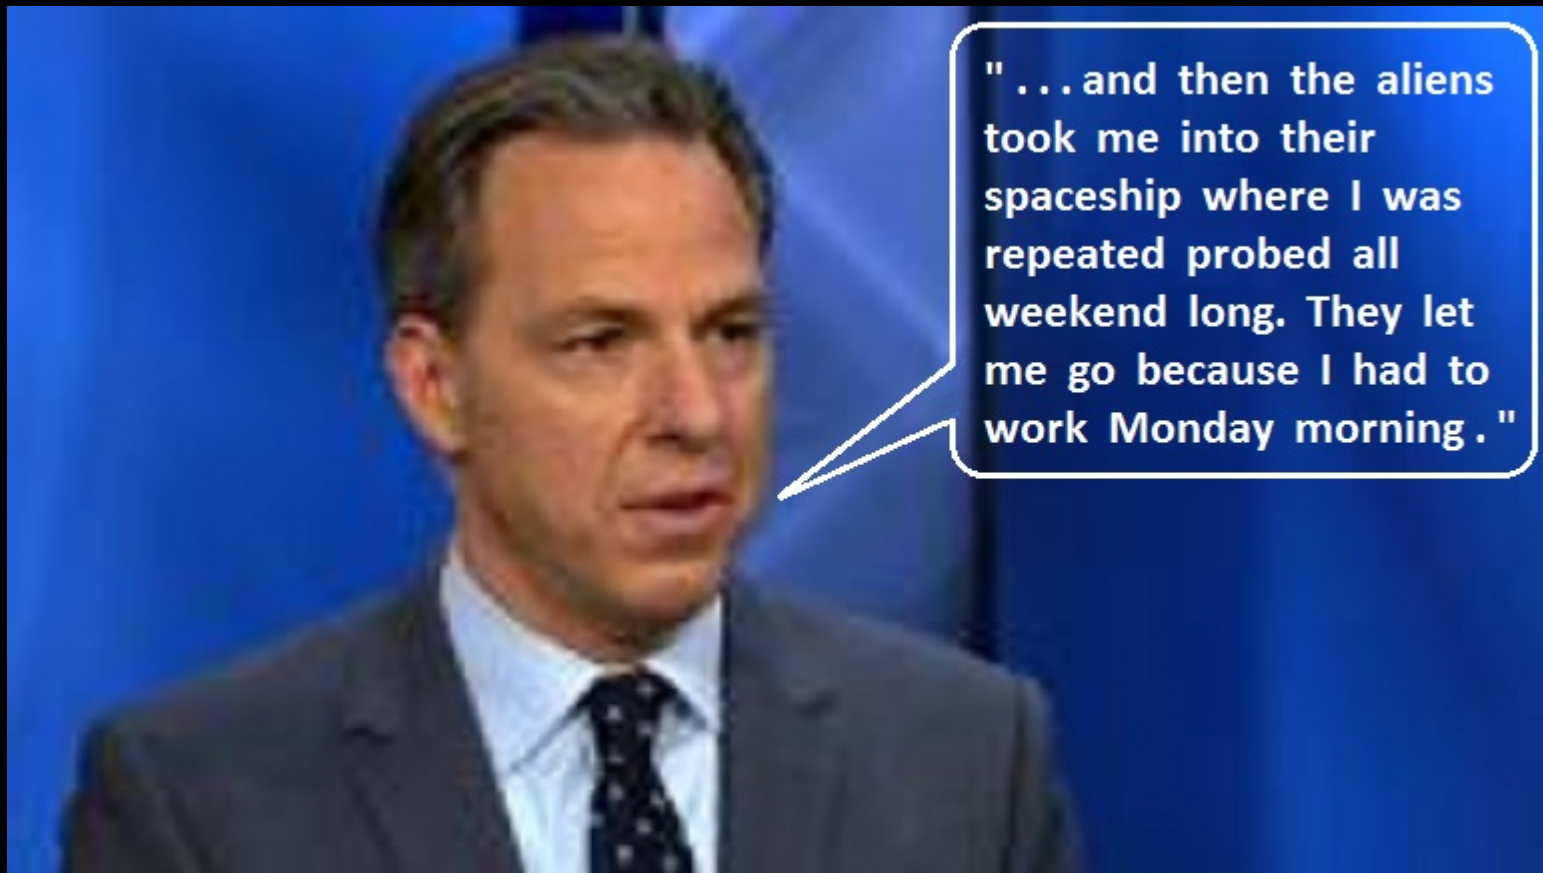 "...and then the aliens
took me into their
spaceship where I was
repeated probed all
weekend long. They let
me go because I had to
work Monday morning."